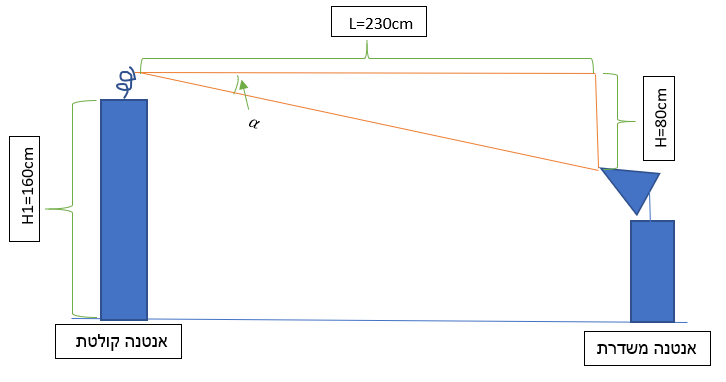 L=230cm
H=80cm
α
H1=160cm
אנטנה קולטת
אנטנה משדרת